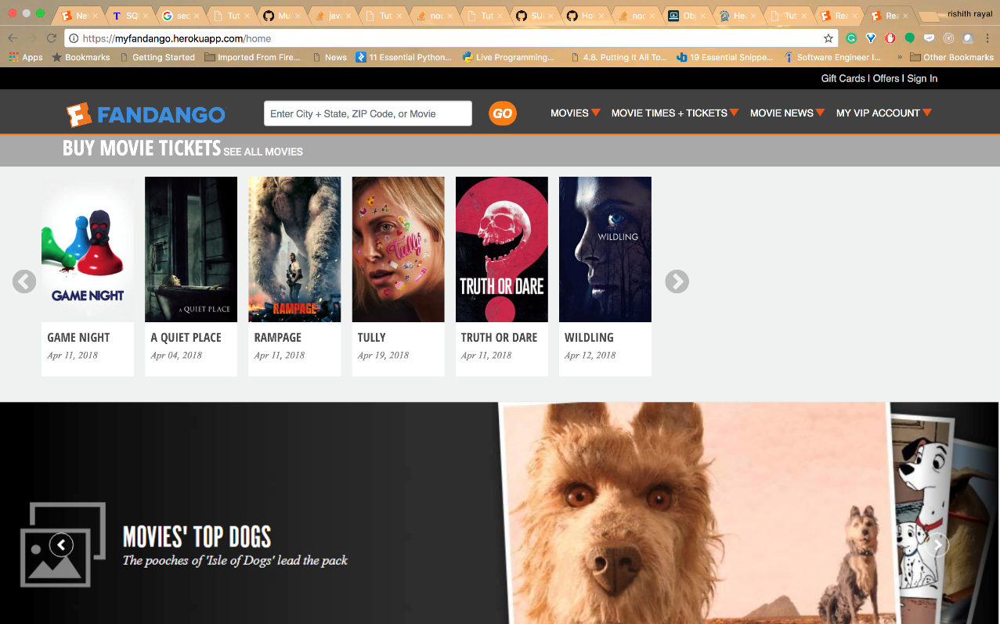 Ne
SQ
sec
Tut
Mu
java
Tut
noc
Tut
SU
Ho
noc
Obj
He
Tut
Rea
Rea
rishith rayal
https://myfandango.herokuapp.com/home
Apps Bookmarks Getting Started Imported From Fire... News 11 Essential Python... Live Programming... 4.8. Putting It All To... 19 Essential Snippe... Software Engineer I... » Other Bookmarks
Gift Cards | Offers | Sign In
FANDANGO Enter City + State, ZIP Code, or Movie GO MOVIES MOVIE TIMES + TICKETS MOVIE NEWS MY VIP ACCOUNT
BUY MOVIE TICKETS SEE ALL MOVIES
GAME NIGHT
A QUIET PLACE
RAMPAGE
Tully
TRUTH OR DARE
WILDLING
GAME NIGHT A QUIET PLACE RAMPAGE TULLY TRUTH OR DARE WILDLING
Apr 11, 2018 Apr 04, 2018 Apr 11, 2018 Apr 19, 2018 Apr 11, 2018 Apr 12, 2018
MOVIES' TOP DOGS
The pooches of 'Isle of Dogs' lead the pack